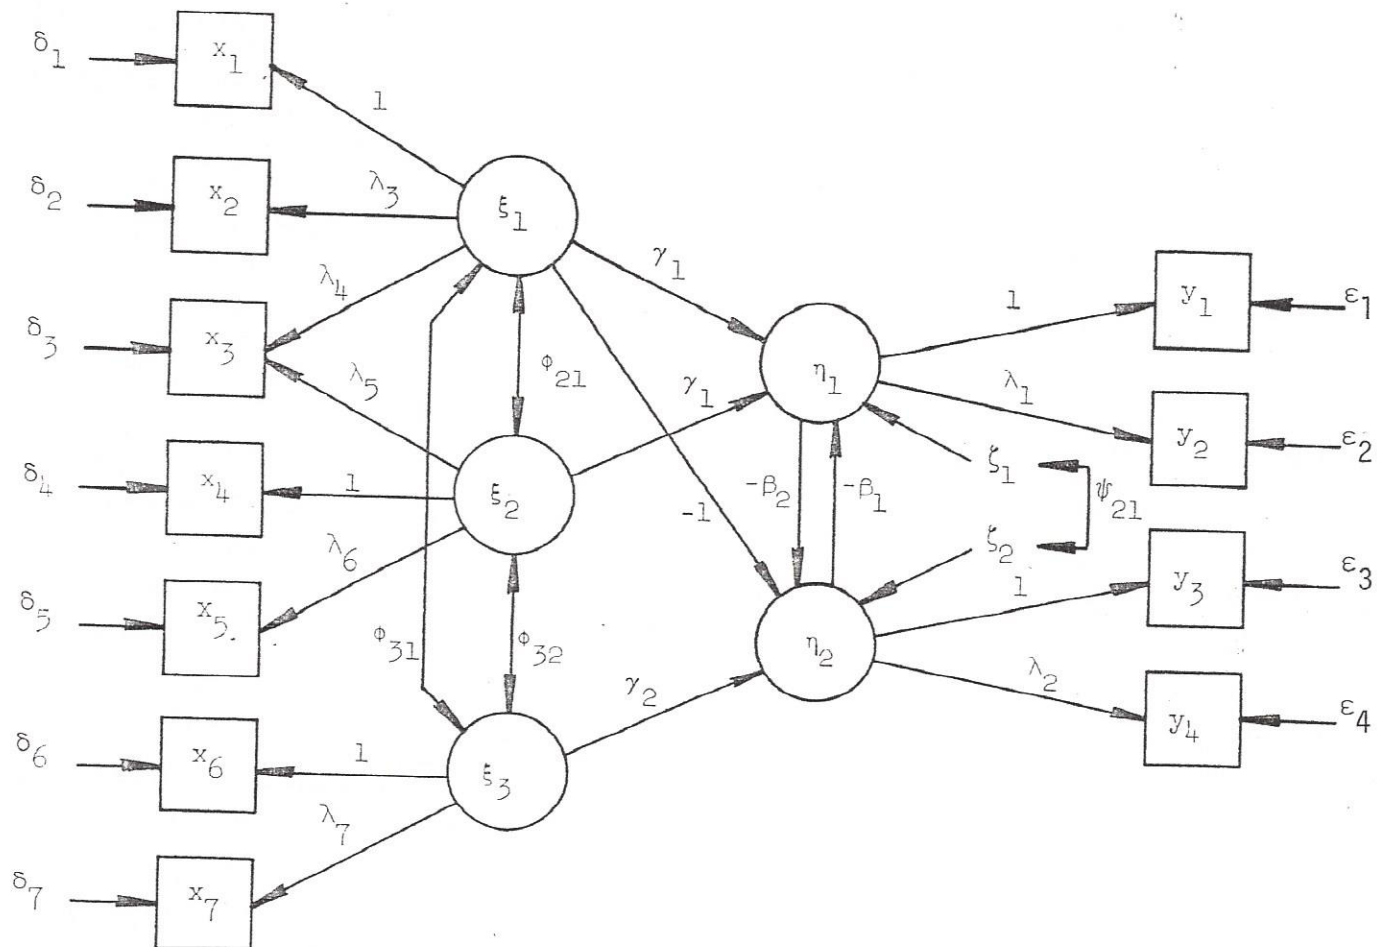 δ₁ x₁
1
δ₂ x₂ λ₃ ξ₁
λ₄ γ₁
1 y₁ ε₁
δ₃ x₃
λ₅ φ₂₁ γ₁ η₁ λ₁
y₂ ε₂
δ₄ x₄ 1 ξ₂ ζ₁
-1 -β₂ -β₁ ψ₂₁
λ₆ ζ₂
1 y₃ ε₃
δ₅ x₅
φ₃₁ φ₃₂ η₂
γ₂ λ₂
y₄ ε₄
δ₆ x₆ 1 ξ₃
λ₇
δ₇ x₇